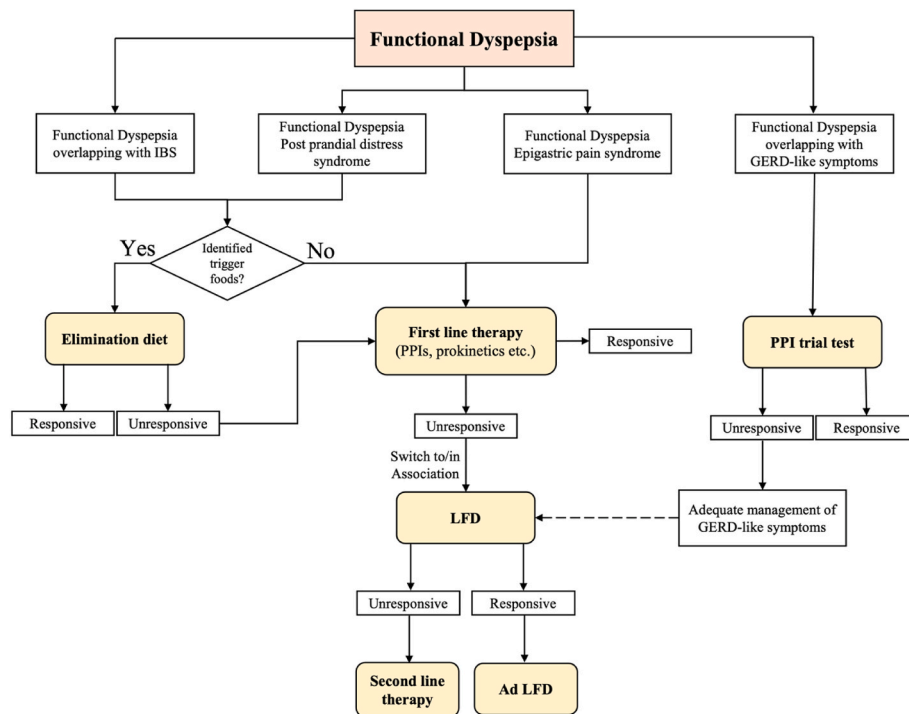 Functional Dyspepsia
Functional Dyspepsia
overlapping with IBS
Functional Dyspepsia
Post prandial distress
syndrome
Functional Dyspepsia
Epigastric pain syndrome
Functional Dyspepsia
overlapping with
GERD-like symptoms
Yes
Identified
trigger
foods?
No
Elimination diet
First line therapy
(PPIs, prokinetics etc.)
Responsive
PPI trial test
Responsive
Unresponsive
Unresponsive
Unresponsive
Responsive
Switch to/in
Association
LFD
Adequate management of
GERD-like symptoms
Unresponsive
Responsive
Second line
therapy
Ad LFD